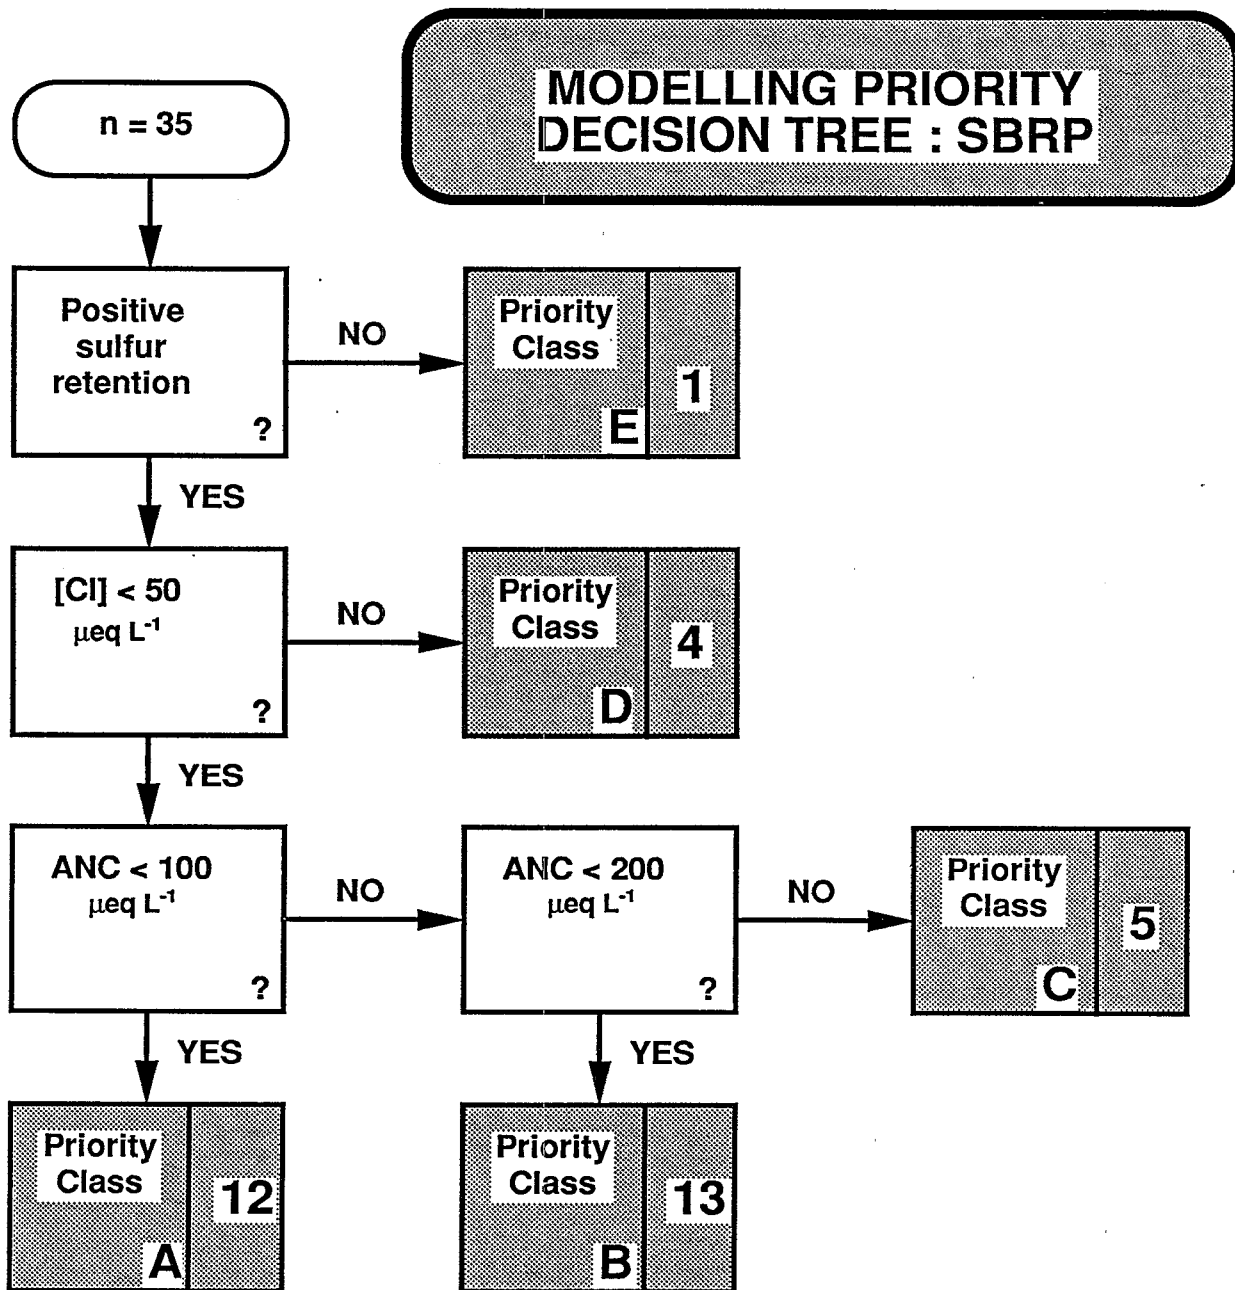 MODELLING PRIORITY
DECISION TREE : SBRP
n = 35
Positive
sulfur
retention
?
NO
Priority
Class
E
1
YES
[Cl] < 50
µeq L⁻¹
?
NO
Priority
Class
D
4
YES
ANC < 100
µeq L⁻¹
?
NO
ANC < 200
µeq L⁻¹
?
NO
Priority
Class
C
5
YES
YES
Priority
Class
A
12
Priority
Class
B
13